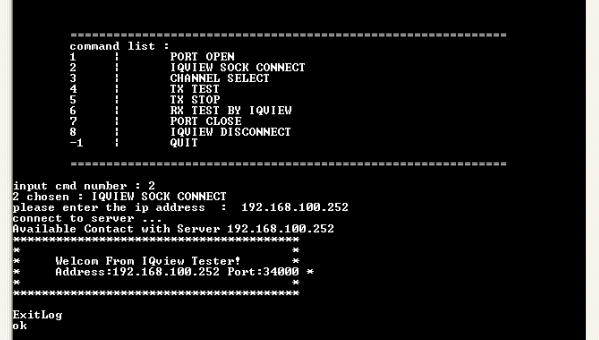 =============================================================
command list :
1 | PORT OPEN
2 | IQVIEW SOCK CONNECT
3 | CHANNEL SELECT
4 | TX TEST
5 | TX STOP
6 | RX TEST BY IQVIEW
7 | PORT CLOSE
8 | IQVIEW DISCONNECT
-1 | QUIT
=============================================================
input cmd number : 2
2 chosen : IQVIEW SOCK CONNECT
please enter the ip address  :  192.168.100.252
connect to server ...
Available Contact with Server 192.168.100.252
****************************************
*                                      *
*     Welcom From IQview Tester!       *
*     Address:192.168.100.252 Port:34000 *
*                                      *
****************************************
ExitLog
ok